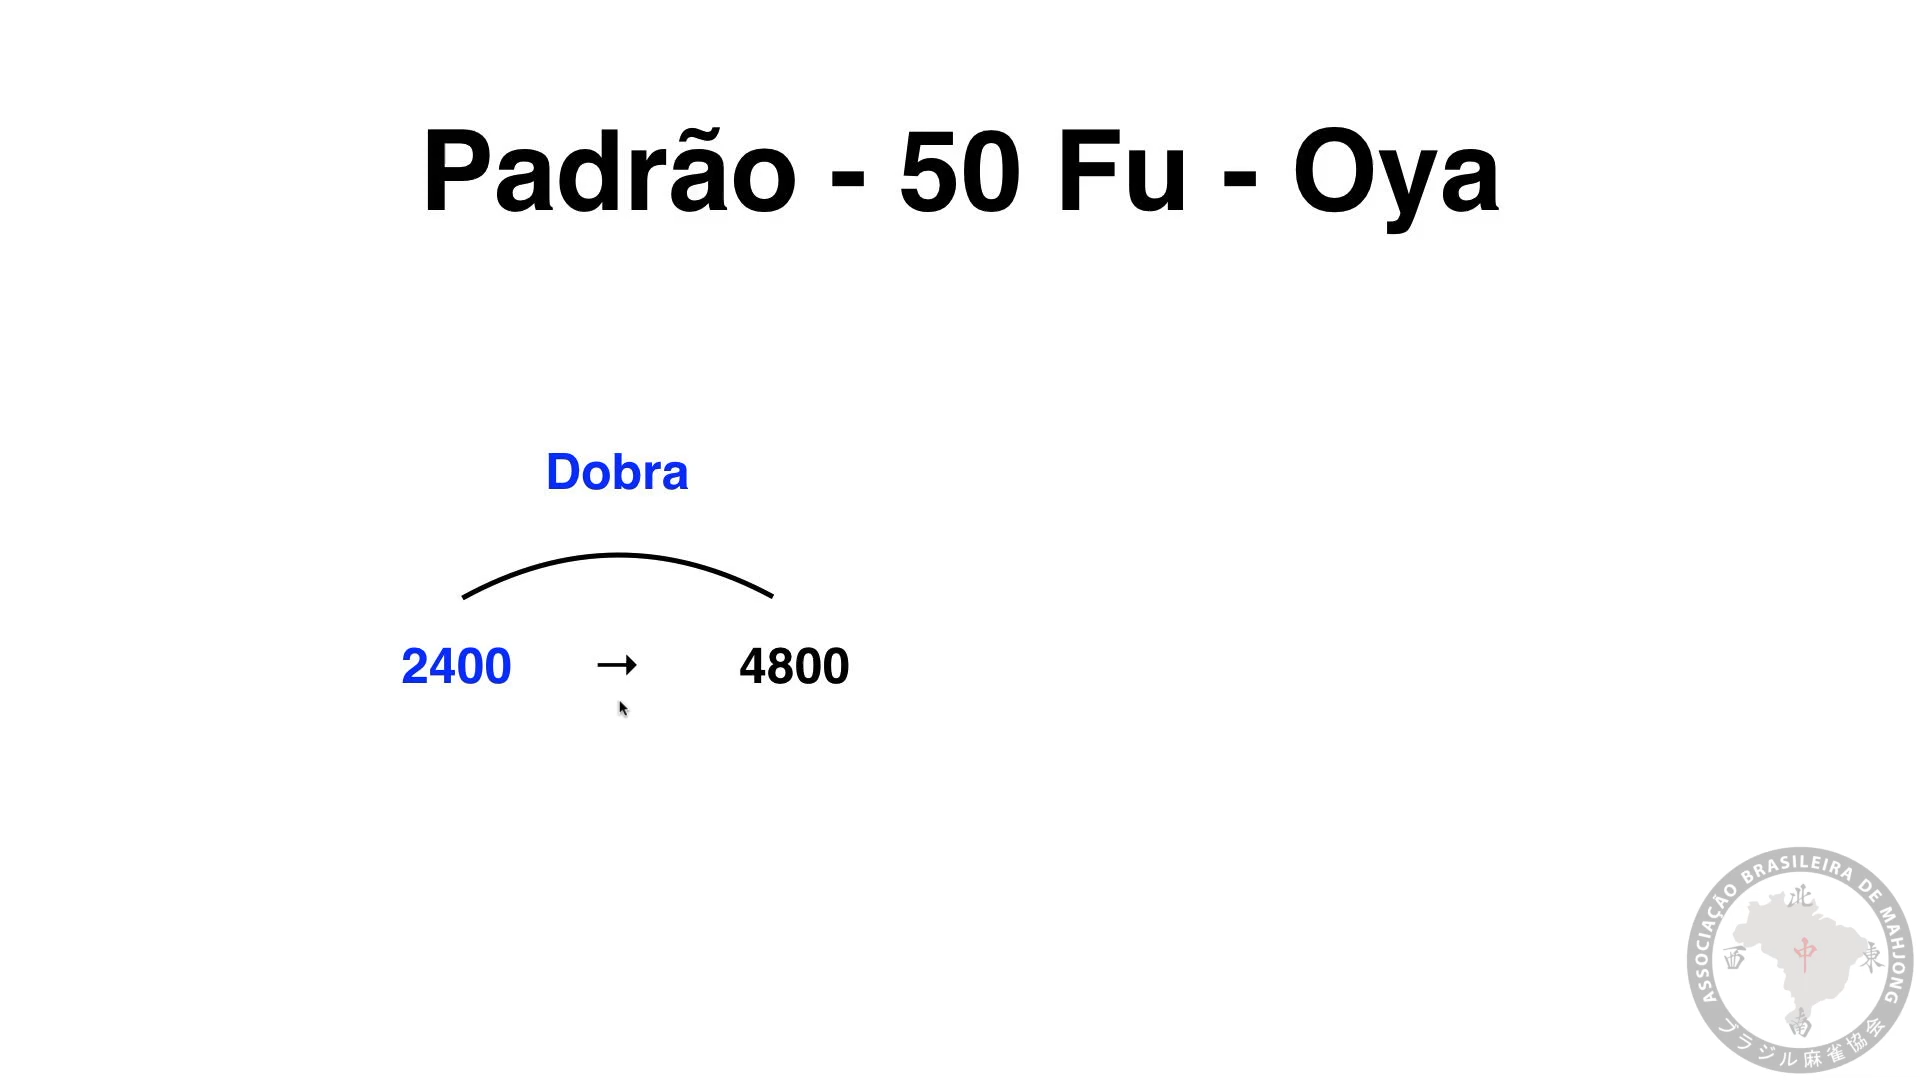 Padrão - 50 Fu - Oya
Dobra
2400 → 4800
ASSOCIAÇÃO BRASILEIRA DE MAHJONG
北
西 中 東
南
ブラジル麻雀協会